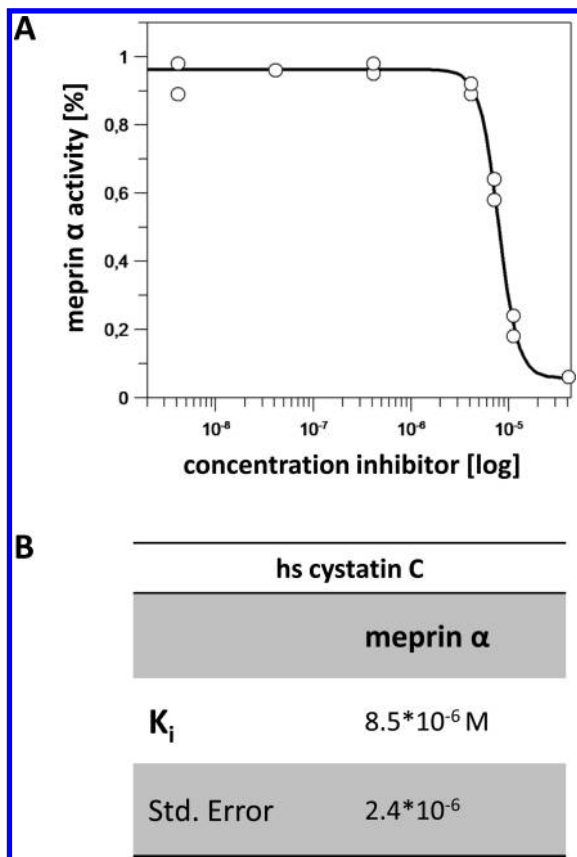 A
meprin α activity [%]
1
0,8
0,6
0,4
0,2
0
10⁻⁸ 10⁻⁷ 10⁻⁶ 10⁻⁵
concentration inhibitor [log]
B
hs cystatin C
meprin α
Kᵢ 8.5*10⁻⁶ M
Std. Error 2.4*10⁻⁶